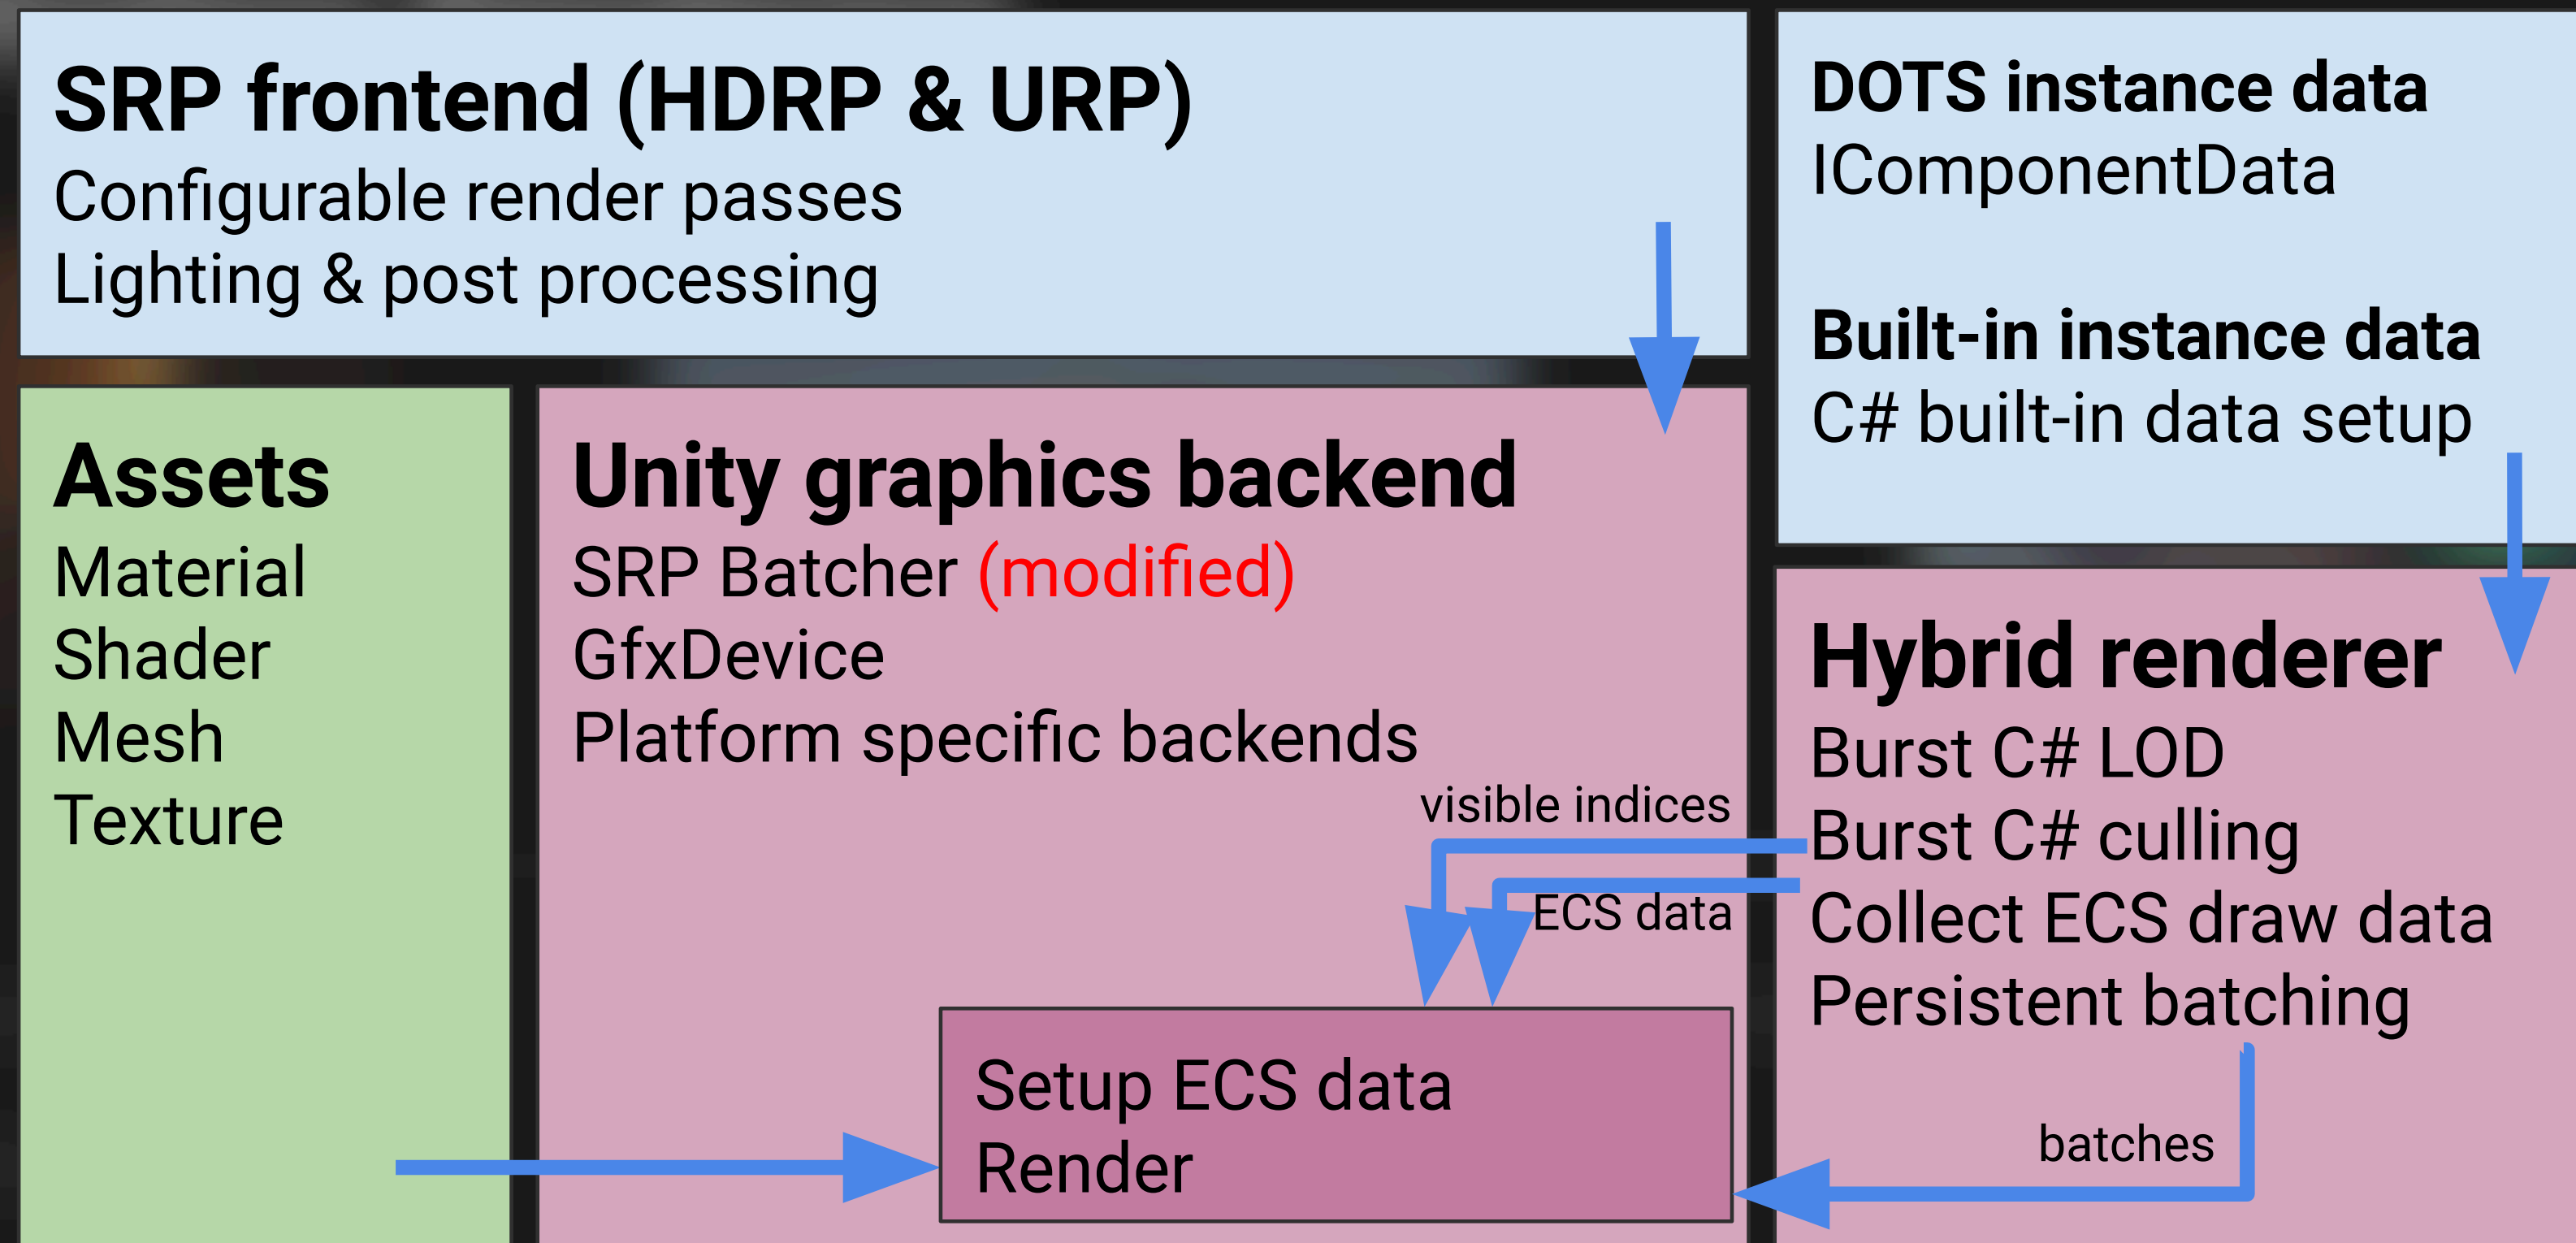 SRP frontend (HDRP & URP)
Configurable render passes
Lighting & post processing
DOTS instance data
IComponentData
Built-in instance data
C# built-in data setup
Assets
Material
Shader
Mesh
Texture
Unity graphics backend
SRP Batcher (modified)
GfxDevice
Platform specific backends
visible indices
ECS data
Setup ECS data
Render
Hybrid renderer
Burst C# LOD
Burst C# culling
Collect ECS draw data
Persistent batching
batches